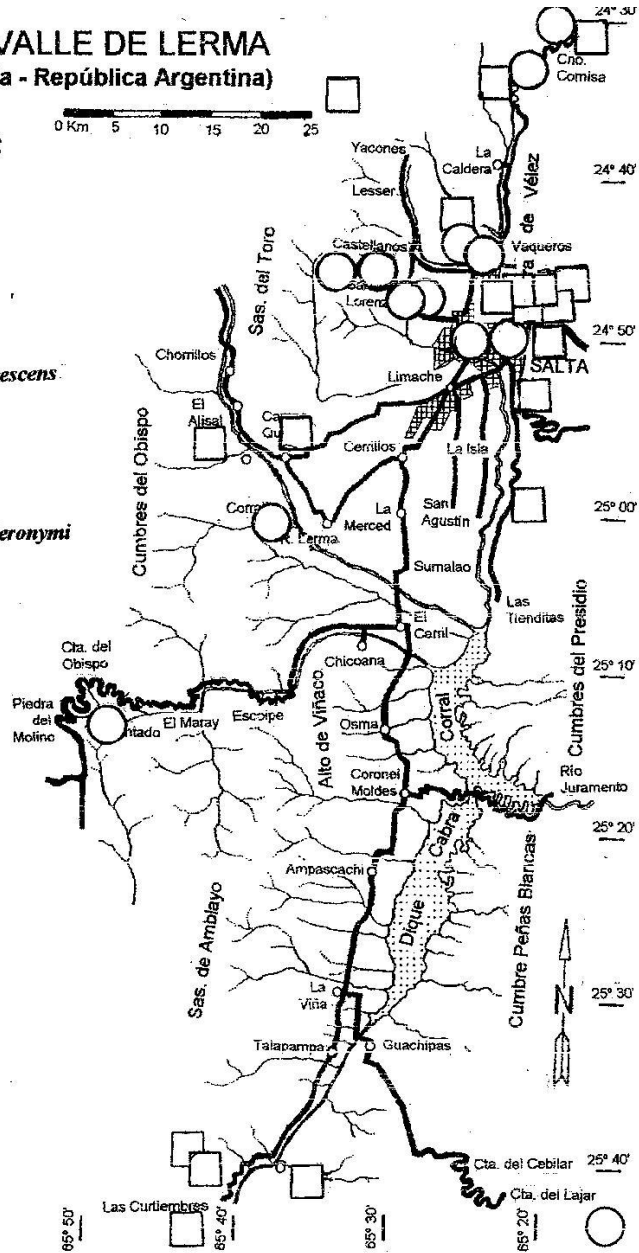 VALLE DE LERMA
a - República Argentina)
0 Km 5 10 15 20 25
24° 30'
Cno.
Cornisa
Yacones
La
Caldera
Lesser
24° 40'
de Vélez
Castellanos
Vaqueros
Sas. del Toro
Lorenz
24° 50'
Chorrillos
SALTA
escens
Limache
El
Alisal
Ca
Qu
Cerrillos
La Isla
Cumbres del Obispo
Corral
R. Lerma
La
Merced
San
Agustín
25° 00'
eronymi
Sumalao
Las
Tienditas
El
Carril
Chicoana
Cumbres del Presidio
Cta. del
Obispo
25° 10'
Piedra
del
Molino
ntado
El Maray
Escoipe
Alto de Viñaco
Osma
Corral
Coronel
Moldes
Río
Juramento
Cabra
25° 20'
Ampascachi
Dique
Sas. de Amblayo
Cumbre Peñas Blancas
La
Viña
25° 30'
N
Talapampa
Guachipas
Cta. del Cebilar
25° 40'
Cta. del Lajar
Las Curtiembres
65° 50'
65° 40'
65° 30'
65° 20'